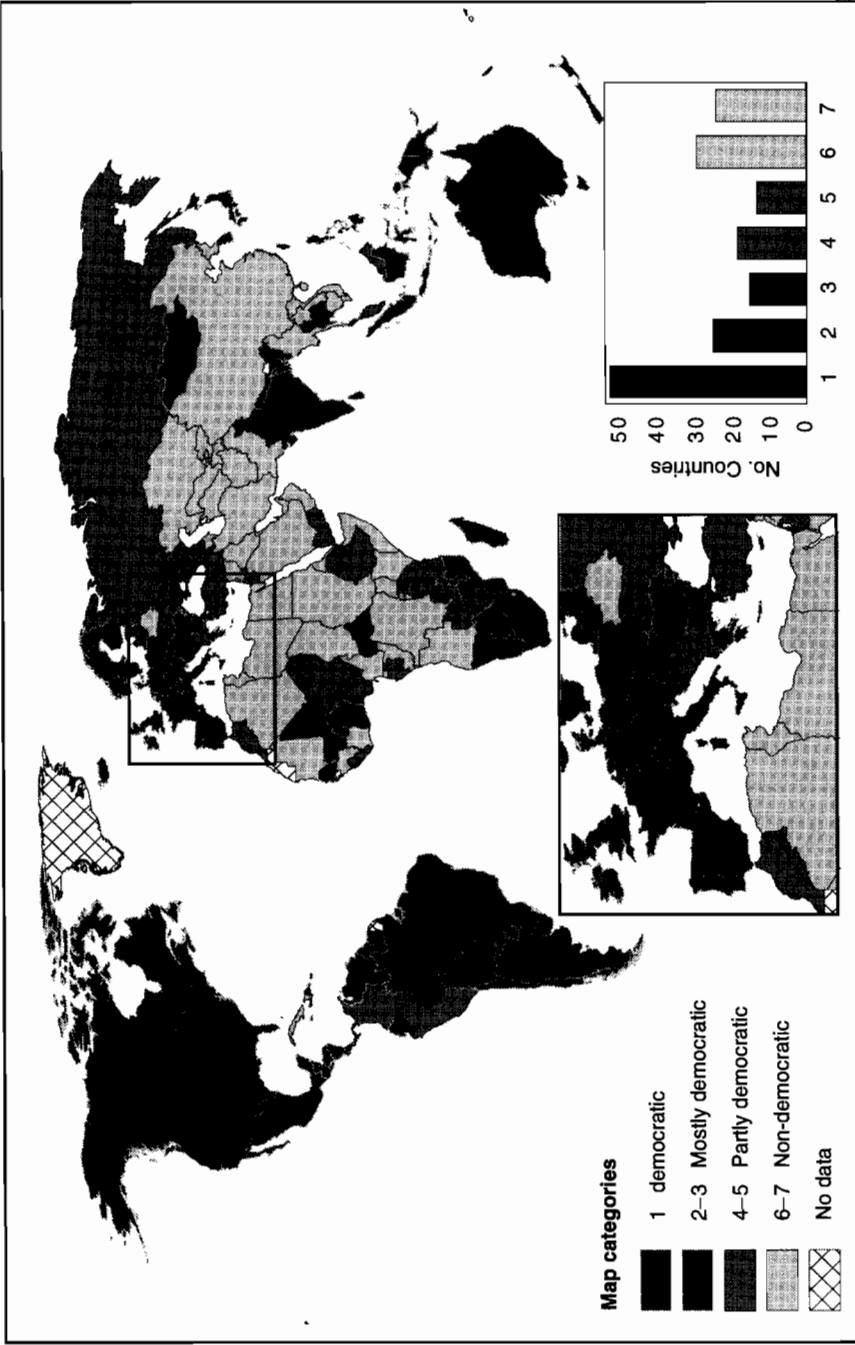 Map categories
1 democratic
2–3 Mostly democratic
4–5 Partly democratic
6–7 Non-democratic
No data
No. Countries
50
40
30
20
10
0
1 2 3 4 5 6 7